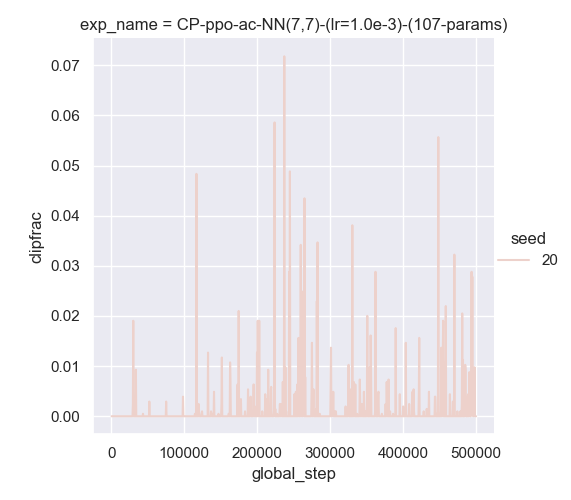 exp_name = CP-ppo-ac-NN(7,7)-(lr=1.0e-3)-(107-params)
0.07
0.06
0.05
0.04
0.03
0.02
0.01
0.00
clipfrac
0 100000 200000 300000 400000 500000
global_step
seed
20